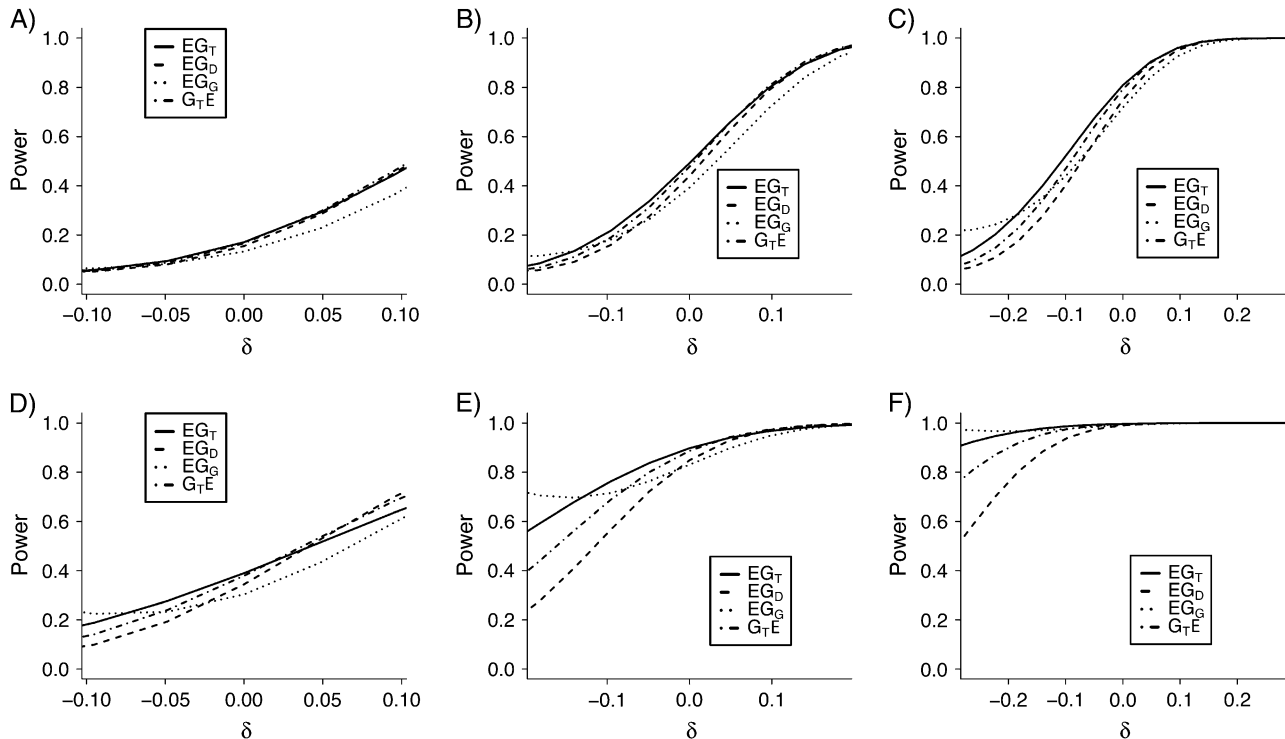 A)
Power
1.0
0.8
0.6
0.4
0.2
0.0
EG_T
EG_D
EG_G
G_TE
−0.10 −0.05 0.00 0.05 0.10
δ
B)
Power
1.0
0.8
0.6
0.4
0.2
0.0
EG_T
EG_D
EG_G
G_TE
−0.1 0.0 0.1
δ
C)
Power
1.0
0.8
0.6
0.4
0.2
0.0
EG_T
EG_D
EG_G
G_TE
−0.2 −0.1 0.0 0.1 0.2
δ
D)
Power
1.0
0.8
0.6
0.4
0.2
0.0
EG_T
EG_D
EG_G
G_TE
−0.10 −0.05 0.00 0.05 0.10
δ
E)
Power
1.0
0.8
0.6
0.4
0.2
0.0
EG_T
EG_D
EG_G
G_TE
−0.1 0.0 0.1
δ
F)
Power
1.0
0.8
0.6
0.4
0.2
0.0
EG_T
EG_D
EG_G
G_TE
−0.2 −0.1 0.0 0.1 0.2
δ